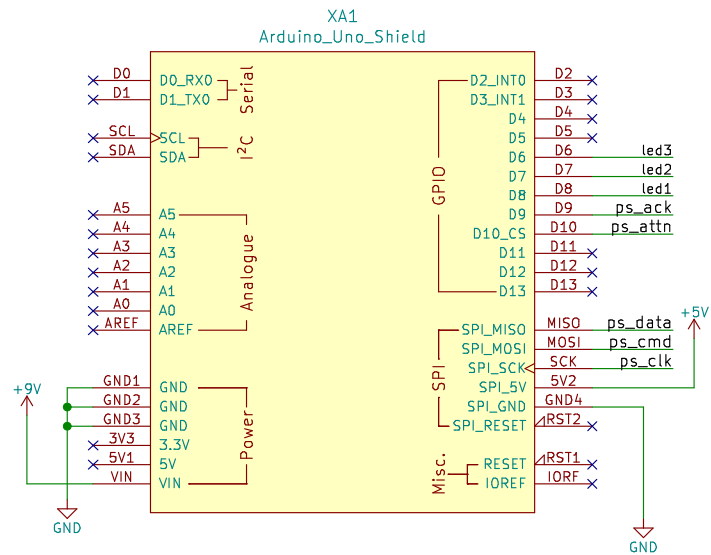 XA1
Arduino_Uno_Shield
D0 D0_RX0 Serial D2_INT0 D2
D1 D1_TX0 D3_INT1 D3
D4 D4
SCL SCL I²C D5 D5
SDA SDA D6 D6 led3
GPIO D7 D7 led2
D8 D8 led1
A5 A5 D9 D9 ps_ack
A4 A4 D10_CS D10 ps_attn
A3 A3 Analogue D11 D11
A2 A2 D12 D12
A1 A1 D13 D13
A0 A0
+5V
AREF AREF SPI_MISO MISO ps_data
SPI_MOSI MOSI ps_cmd
SPI SPI_SCK SCK ps_clk
GND1 GND SPI_5V 5V2
+9V
GND2 GND SPI_GND GND4
GND3 GND Power SPI_RESET RST2
3V3 3.3V
5V1 5V Misc. RESET RST1
VIN VIN IOREF IORF
GND
GND